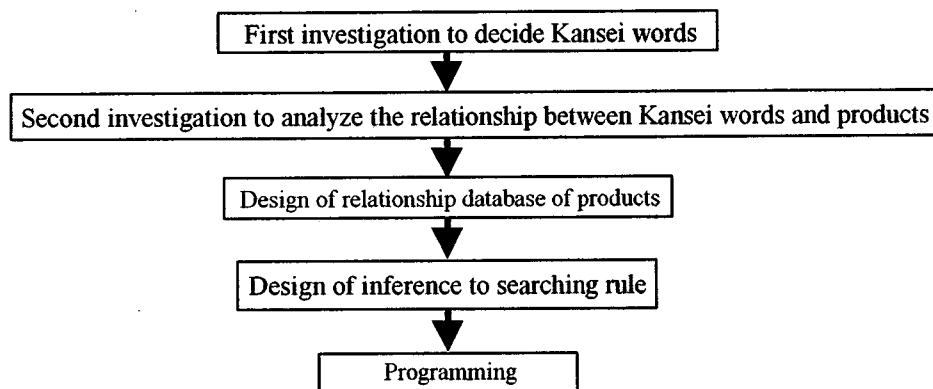 First investigation to decide Kansei words
Second investigation to analyze the relationship between Kansei words and products
Design of relationship database of products
Design of inference to searching rule
Programming